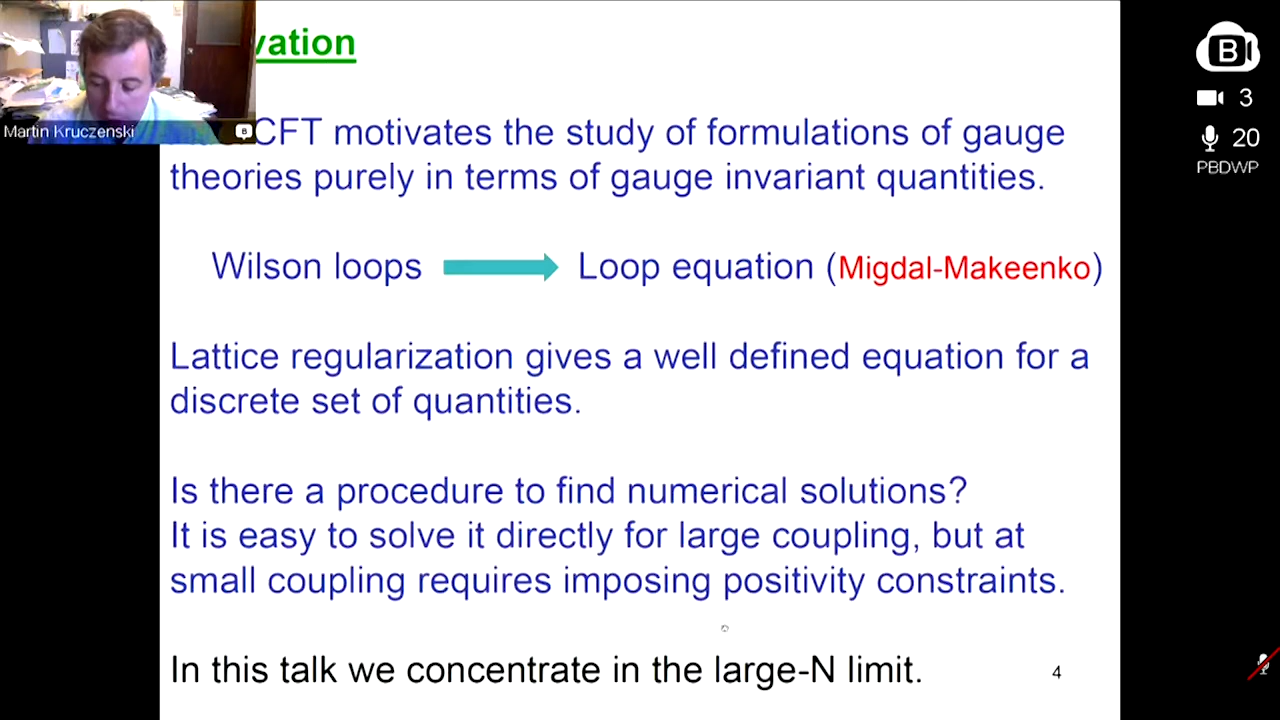 vation
Martin Kruczenski
CFT motivates the study of formulations of gauge
theories purely in terms of gauge invariant quantities.
Wilson loops
Loop equation (Migdal-Makeenko)
Lattice regularization gives a well defined equation for a
discrete set of quantities.
Is there a procedure to find numerical solutions?
It is easy to solve it directly for large coupling, but at
small coupling requires imposing positivity constraints.
In this talk we concentrate in the large-N limit.
4
B
3
20
PBDWP